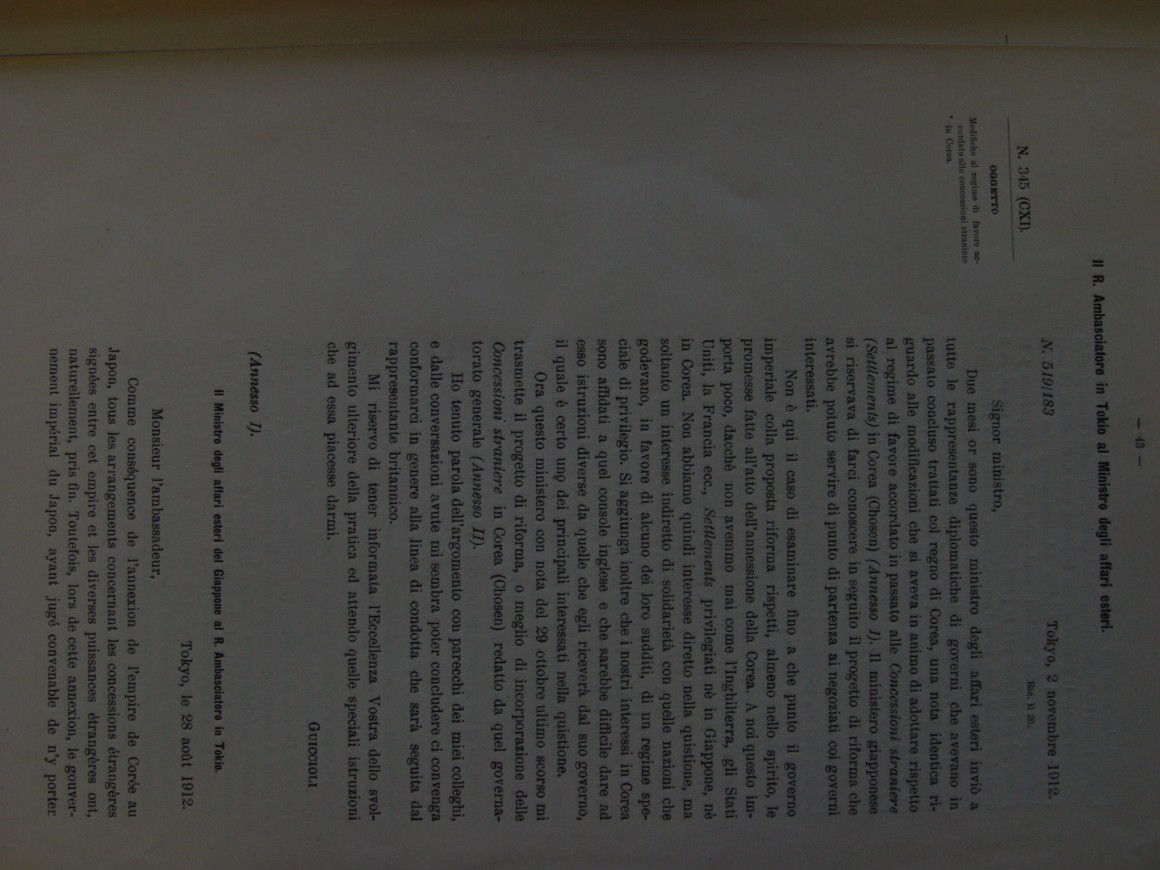 — 43 —
Il R. Ambasciatore in Tokio al Ministro degli affari esteri.
N. 345 (CXI).
OGGETTO
Modifiche al regime di favore ac-
cordato alle concessioni straniere
in Corea.
N. 519/183
Tokyo, 2 novembre 1912.
Signor ministro,
Due mesi or sono questo ministro degli affari esteri inviò a
tutte le rappresentanze diplomatiche di governi che avevano in
passato concluso trattati col regno di Corea, una nota identica ri-
guardo alle modificazioni che si aveva in animo di adottare rispetto
al regime di favore accordato in passato alle Concessioni straniere
(Settlements) in Corea (Chosen) (Annesso I). Il ministero giapponese
si riservava di farci conoscere in seguito il progetto di riforma che
avrebbe potuto servire di punto di partenza ai negoziati coi governi
interessati.
Non è qui il caso di esaminare fino a che punto il governo
imperiale colla proposta riforma rispetti, almeno nello spirito, le
promesse fatte all'atto dell'annessione della Corea. A noi questo im-
porta poco, dacchè non avemmo mai come l'Inghilterra, gli Stati
Uniti, la Francia ecc., Settlements privilegiati nè in Giappone, nè
in Corea. Non abbiamo quindi interesse diretto nella quistione, ma
soltanto un interesse indiretto di solidarietà con quelle nazioni che
godevano, in favore di alcuno dei loro sudditi, di un regime spe-
ciale di privilegio. Si aggiunga inoltre che i nostri interessi in Corea
sono affidati a quel console inglese e che sarebbe difficile dare ad
esso istruzioni diverse da quelle che egli riceverà dal suo governo,
il quale è certo uno dei principali interessati nella quistione.
Ora questo ministero con nota del 29 ottobre ultimo scorso mi
trasmette il progetto di riforma, o meglio di incorporazione delle
Concessioni straniere in Corea (Chosen) redatto da quel governa-
torato generale (Annesso II).
Ho tenuto parola dell'argomento con parecchi dei miei colleghi,
e dalle conversazioni avute mi sembra poter concludere ci convenga
conformarci in genere alla linea di condotta che sarà seguita dal
rappresentante britannico.
Mi riservo di tener informata l'Eccellenza Vostra dello svol-
gimento ulteriore della pratica ed attendo quelle speciali istruzioni
che ad essa piacesse darmi.
GUICIOLI
(Annesso I).
Il Ministro degli affari esteri del Giappone al R. Ambasciatore in Tokio.
Tokyo, le 28 août 1912.
Monsieur l'ambassadeur,
Comme conséquence de l'annexion de l'empire de Corée au
Japon, tous les arrangements concernant les concessions étrangères
signées entre cet empire et les diverses puissances étrangères ont,
naturellement, pris fin. Toutefois, lors de cette annexion, le gouver-
nement impérial du Japon, ayant jugé convenable de n'y porter